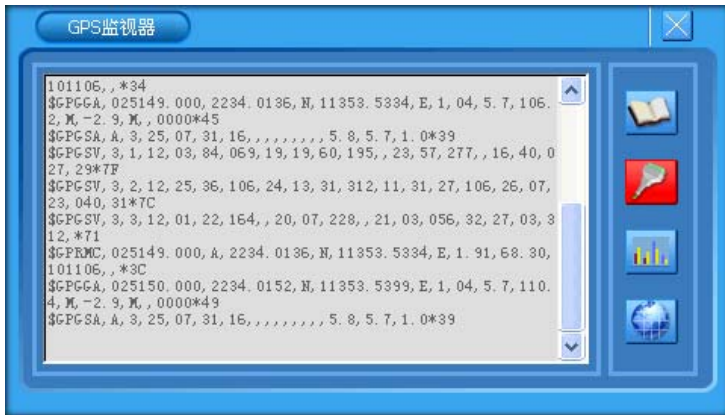 GPS监视器
101106,,*34
$GPGGA,025149.000,2234.0136,N,11353.5334,E,1,04,5.7,106.
2,M,-2.9,M,,0000*45
$GPGSA,A,3,25,07,31,16,,,,,,,,,5.8,5.7,1.0*39
$GPGSV,3,1,12,03,84,069,19,19,60,195,,23,57,277,,16,40,0
27,29*7F
$GPGSV,3,2,12,25,36,106,24,13,31,312,11,31,27,106,26,07,
23,040,31*7C
$GPGSV,3,3,12,01,22,164,,20,07,228,,21,03,056,32,27,03,3
12,*71
$GPRMC,025149.000,A,2234.0136,N,11353.5334,E,1.91,68.30,
101106,,*3C
$GPGGA,025150.000,2234.0152,N,11353.5399,E,1,04,5.7,110.
4,M,-2.9,M,,0000*49
$GPGSA,A,3,25,07,31,16,,,,,,,,,5.8,5.7,1.0*39